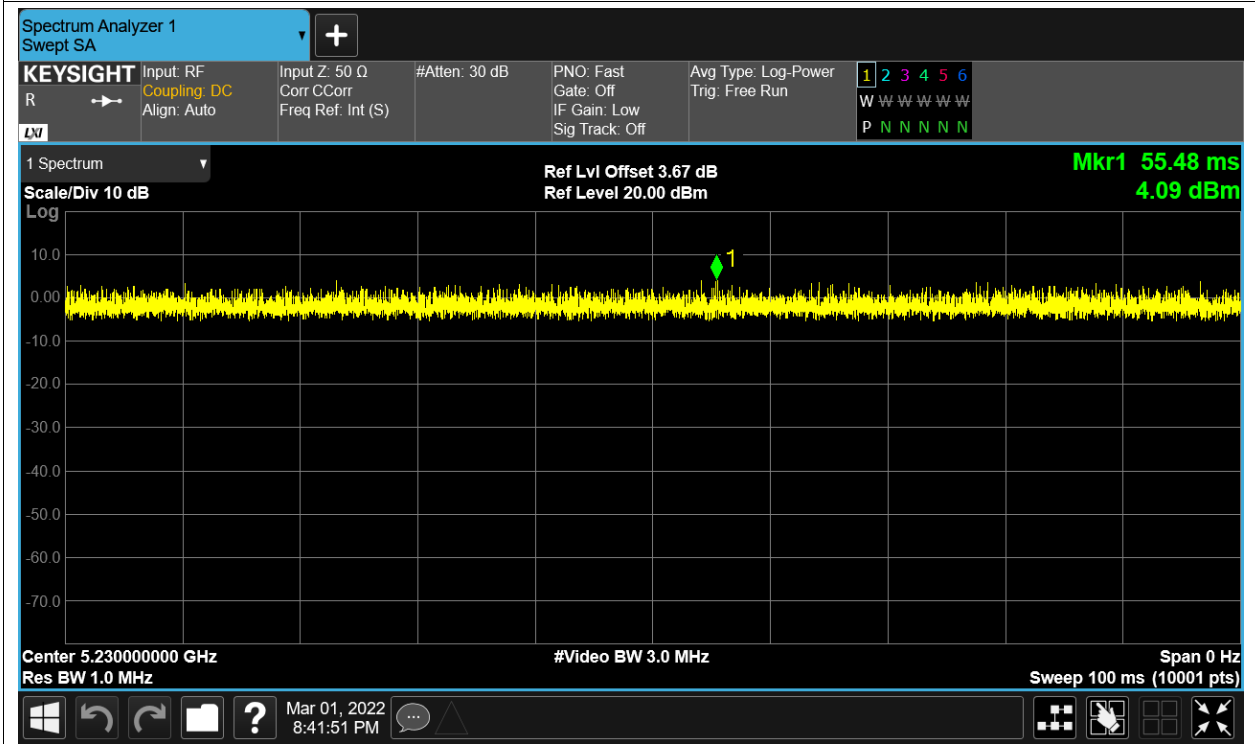 Spectrum Analyzer 1
Swept SA
+
KEYSIGHT Input: RF Input Z: 50 Ω #Atten: 30 dB PNO: Fast Avg Type: Log-Power 1 2 3 4 5 6
R Coupling: DC Corr CCorr Gate: Off Trig: Free Run W W W W W W
Align: Auto Freq Ref: Int (S) IF Gain: Low
LXI Sig Track: Off P N N N N N
1 Spectrum Ref Lvl Offset 3.67 dB Mkr1 55.48 ms
Scale/Div 10 dB Ref Level 20.00 dBm 4.09 dBm
Log
10.0
1
0.00
-10.0
-20.0
-30.0
-40.0
-50.0
-60.0
-70.0
Center 5.230000000 GHz #Video BW 3.0 MHz Span 0 Hz
Res BW 1.0 MHz Sweep 100 ms (10001 pts)
? Mar 01, 2022
8:41:51 PM